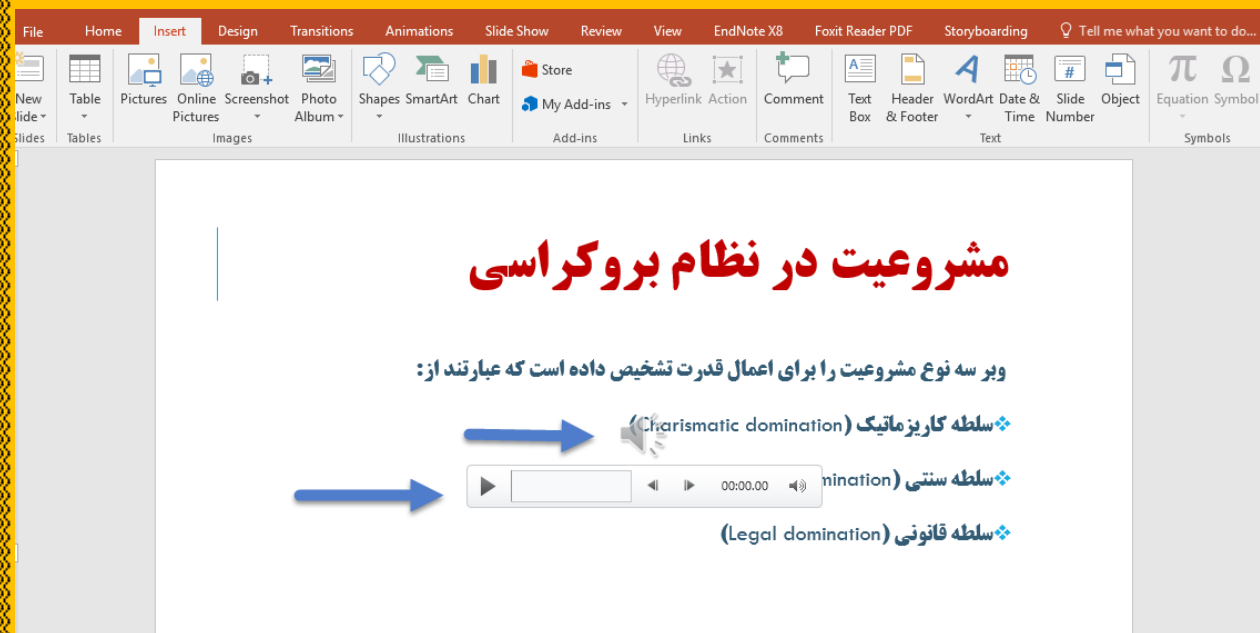 File Home Insert Design Transitions Animations Slide Show Review View EndNote X8 Foxit Reader PDF Storyboarding Tell me what you want to do...
New Slide
Table
Pictures
Online Pictures
Screenshot
Photo Album
Shapes
SmartArt
Chart
Store
My Add-ins
Hyperlink
Action
Comment
Text Box
Header & Footer
WordArt
Date & Time
Slide Number
Object
Equation
Symbol
Slides Tables Images Illustrations Add-ins Links Comments Text Symbols
مشروعیت در نظام بروکراسی
وبر سه نوع مشروعیت را برای اعمال قدرت تشخیص داده است که عبارتند از:
سلطه کاریزماتیک (Charismatic domination)
سلطه سنتی (
00:00.00
سلطه قانونی (Legal domination)